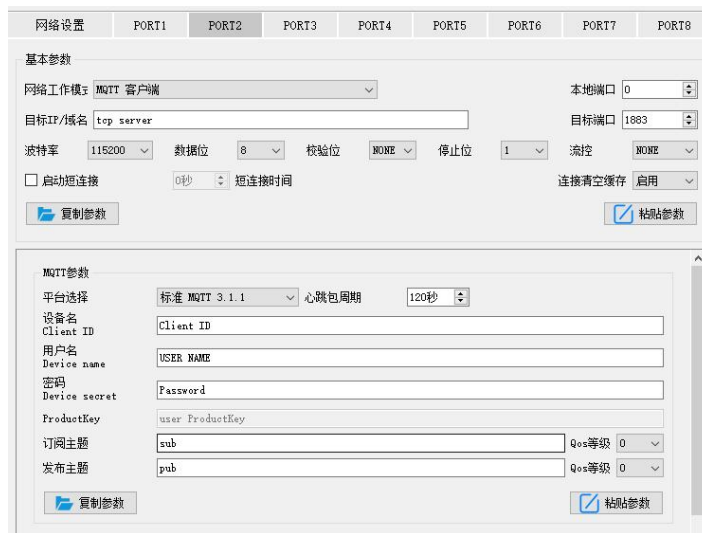 网络设置 PORT1 PORT2 PORT3 PORT4 PORT5 PORT6 PORT7 PORT8
基本参数
网络工作模式 MQTT 客户端 本地端口 0
目标IP/域名 tcp server 目标端口 1883
波特率 115200 数据位 8 校验位 NONE 停止位 1 流控 NONE
启动短连接 0秒 短连接时间 连接清空缓存 启用
复制参数 粘贴参数
MQTT参数
平台选择 标准 MQTT 3.1.1 心跳包周期 120秒
设备名
Client ID Client ID
用户名
Device name USER NAME
密码
Device secret Password
ProductKey user ProductKey
订阅主题 sub Qos等级 0
发布主题 pub Qos等级 0
复制参数 粘贴参数